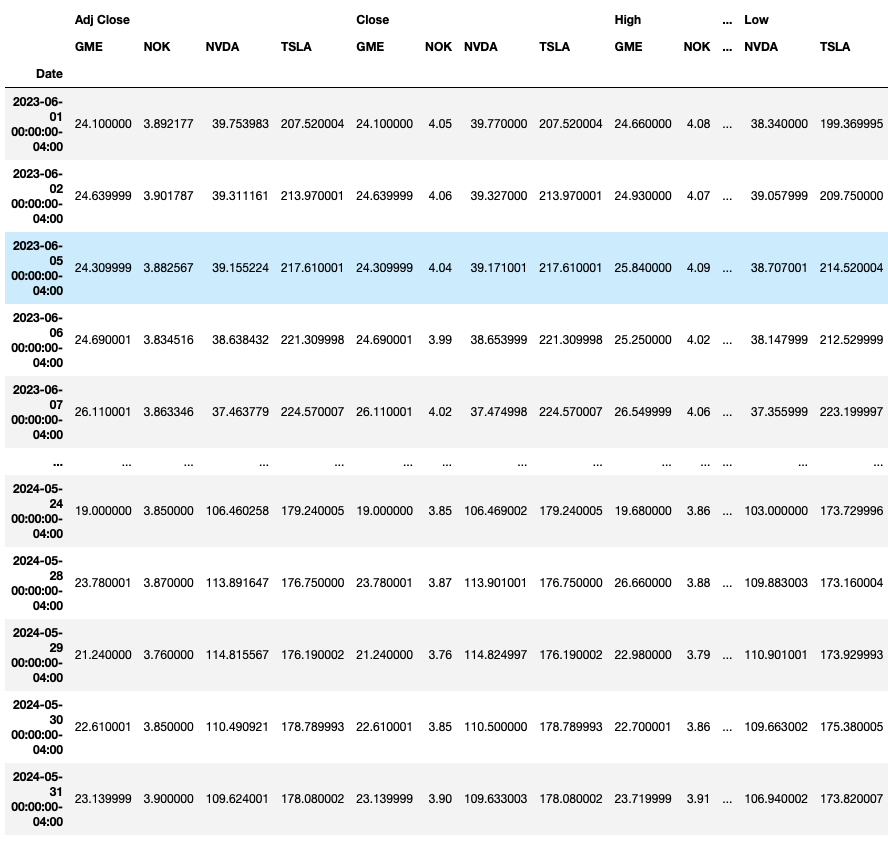 Adj Close Close High ... Low
GME NOK NVDA TSLA GME NOK NVDA TSLA GME NOK ... NVDA TSLA
Date
2023-06-
01
00:00:00-
04:00
24.100000 3.892177 39.753983 207.520004 24.100000 4.05 39.770000 207.520004 24.660000 4.08 ... 38.340000 199.369995
2023-06-
02
00:00:00-
04:00
24.639999 3.901787 39.311161 213.970001 24.639999 4.06 39.327000 213.970001 24.930000 4.07 ... 39.057999 209.750000
2023-06-
05
00:00:00-
04:00
24.309999 3.882567 39.155224 217.610001 24.309999 4.04 39.171001 217.610001 25.840000 4.09 ... 38.707001 214.520004
2023-06-
06
00:00:00-
04:00
24.690001 3.834516 38.638432 221.309998 24.690001 3.99 38.653999 221.309998 25.250000 4.02 ... 38.147999 212.529999
2023-06-
07
00:00:00-
04:00
26.110001 3.863346 37.463779 224.570007 26.110001 4.02 37.474998 224.570007 26.549999 4.06 ... 37.355999 223.199997
... ... ... ... ... ... ... ... ... ... ... ... ... ...
2024-05-
24
00:00:00-
04:00
19.000000 3.850000 106.460258 179.240005 19.000000 3.85 106.469002 179.240005 19.680000 3.86 ... 103.000000 173.729996
2024-05-
28
00:00:00-
04:00
23.780001 3.870000 113.891647 176.750000 23.780001 3.87 113.901001 176.750000 26.660000 3.88 ... 109.883003 173.160004
2024-05-
29
00:00:00-
04:00
21.240000 3.760000 114.815567 176.190002 21.240000 3.76 114.824997 176.190002 22.980000 3.79 ... 110.901001 173.929993
2024-05-
30
00:00:00-
04:00
22.610001 3.850000 110.490921 178.789993 22.610001 3.85 110.500000 178.789993 22.700001 3.86 ... 109.663002 175.380005
2024-05-
31
00:00:00-
04:00
23.139999 3.900000 109.624001 178.080002 23.139999 3.90 109.633003 178.080002 23.719999 3.91 ... 106.940002 173.820007